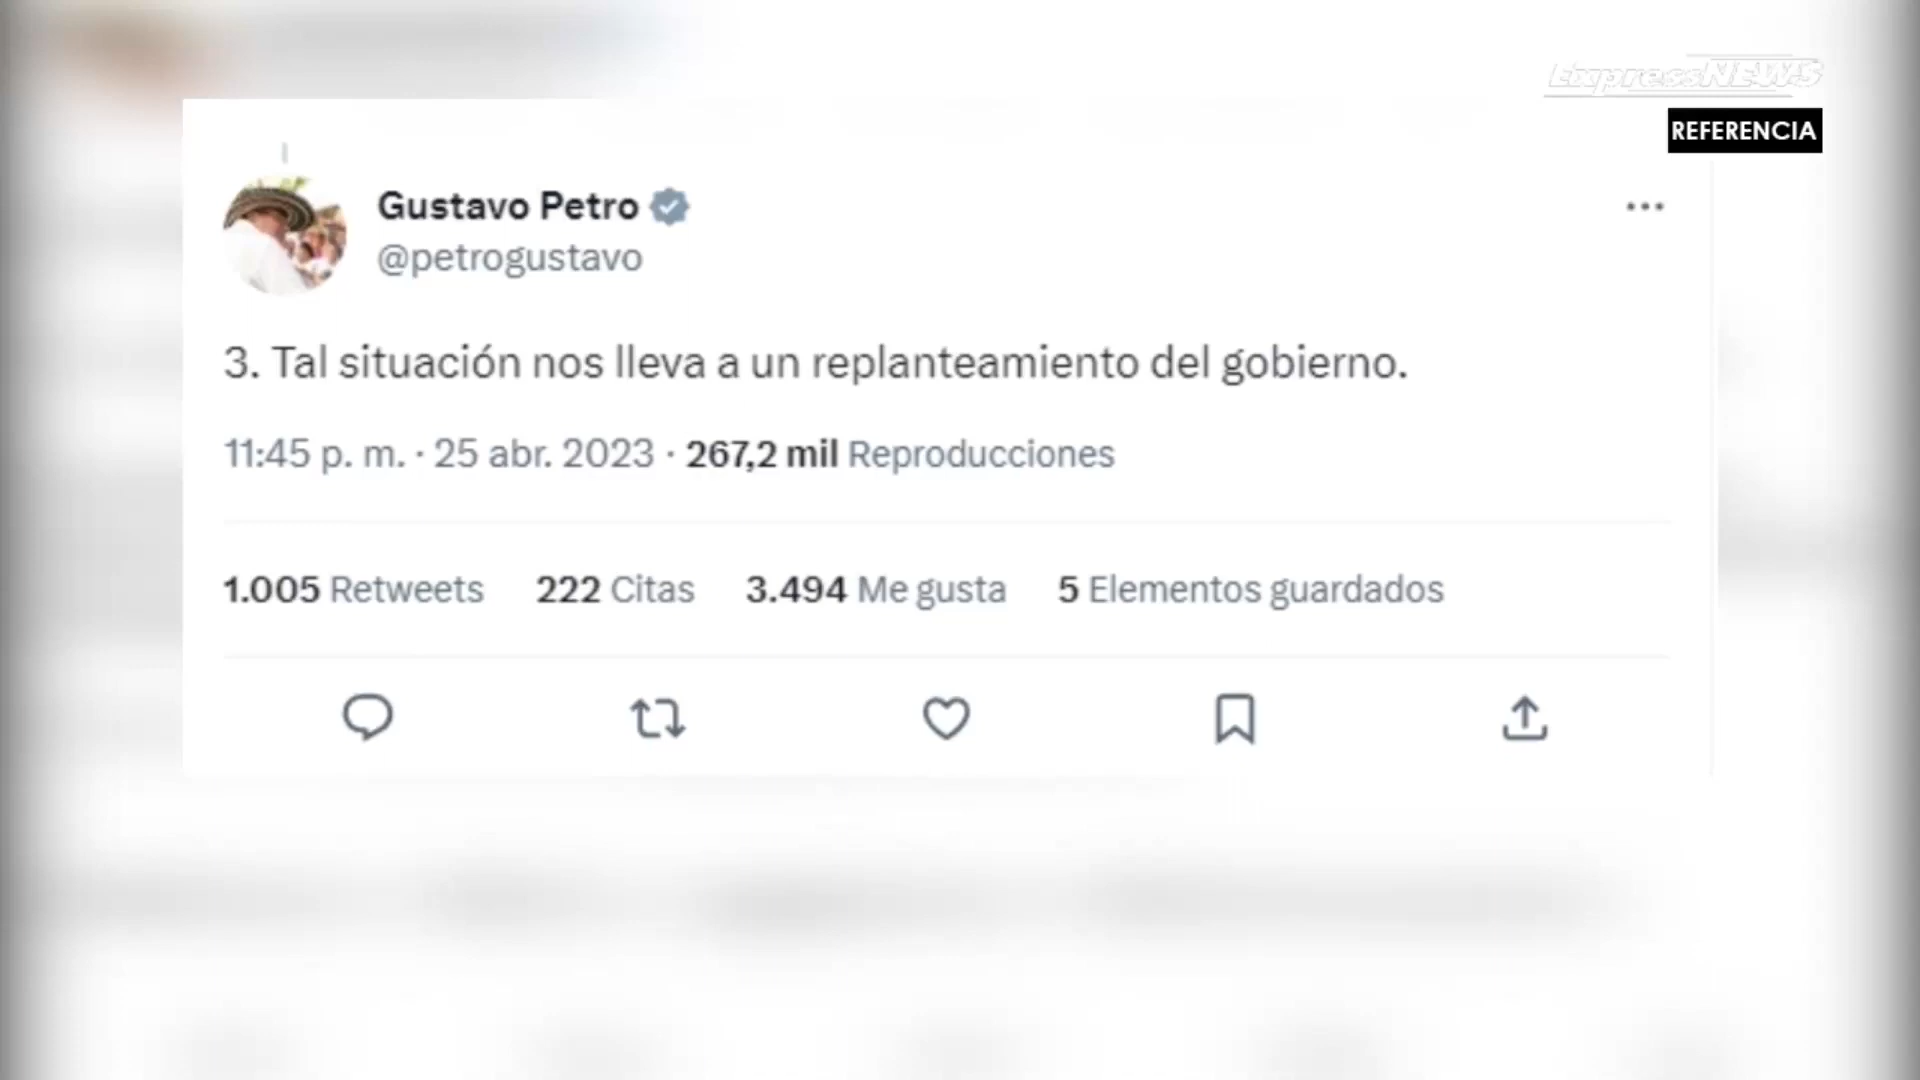 ExpressNEWS
REFERENCIA
Gustavo Petro
@petrogustavo
3. Tal situación nos lleva a un replanteamiento del gobierno.
11:45 p. m. · 25 abr. 2023 · 267,2 mil Reproducciones
1.005 Retweets 222 Citas 3.494 Me gusta 5 Elementos guardados